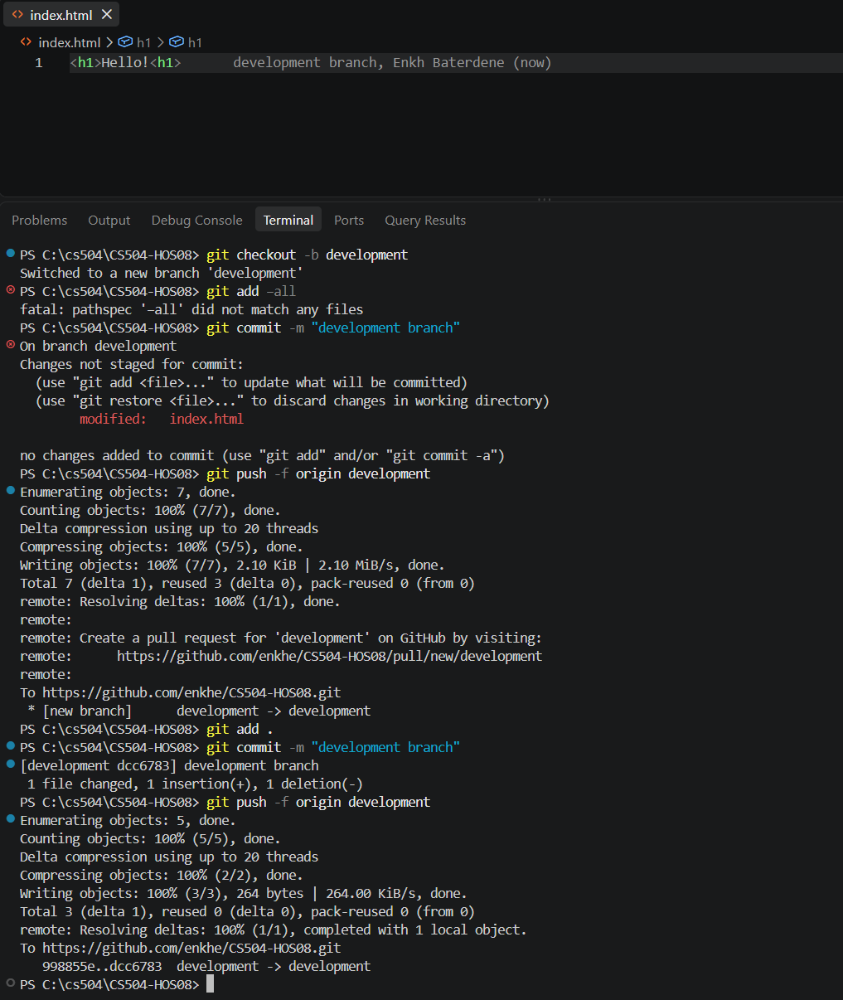 index.html
index.html > h1 > h1
1 <h1>Hello!<h1> development branch, Enkh Baterdene (now)
Problems Output Debug Console Terminal Ports Query Results
PS C:\cs504\CS504-HOS08> git checkout -b development
Switched to a new branch 'development'
PS C:\cs504\CS504-HOS08> git add –all
fatal: pathspec '–all' did not match any files
PS C:\cs504\CS504-HOS08> git commit -m "development branch"
On branch development
Changes not staged for commit:
(use "git add <file>..." to update what will be committed)
(use "git restore <file>..." to discard changes in working directory)
modified: index.html
no changes added to commit (use "git add" and/or "git commit -a")
PS C:\cs504\CS504-HOS08> git push -f origin development
Enumerating objects: 7, done.
Counting objects: 100% (7/7), done.
Delta compression using up to 20 threads
Compressing objects: 100% (5/5), done.
Writing objects: 100% (7/7), 2.10 KiB | 2.10 MiB/s, done.
Total 7 (delta 1), reused 3 (delta 0), pack-reused 0 (from 0)
remote: Resolving deltas: 100% (1/1), done.
remote:
remote: Create a pull request for 'development' on GitHub by visiting:
remote: https://github.com/enkhe/CS504-HOS08/pull/new/development
remote:
To https://github.com/enkhe/CS504-HOS08.git
* [new branch] development -> development
PS C:\cs504\CS504-HOS08> git add .
PS C:\cs504\CS504-HOS08> git commit -m "development branch"
[development dcc6783] development branch
1 file changed, 1 insertion(+), 1 deletion(-)
PS C:\cs504\CS504-HOS08> git push -f origin development
Enumerating objects: 5, done.
Counting objects: 100% (5/5), done.
Delta compression using up to 20 threads
Compressing objects: 100% (2/2), done.
Writing objects: 100% (3/3), 264 bytes | 264.00 KiB/s, done.
Total 3 (delta 1), reused 0 (delta 0), pack-reused 0 (from 0)
remote: Resolving deltas: 100% (1/1), completed with 1 local object.
To https://github.com/enkhe/CS504-HOS08.git
998855e..dcc6783 development -> development
PS C:\cs504\CS504-HOS08>